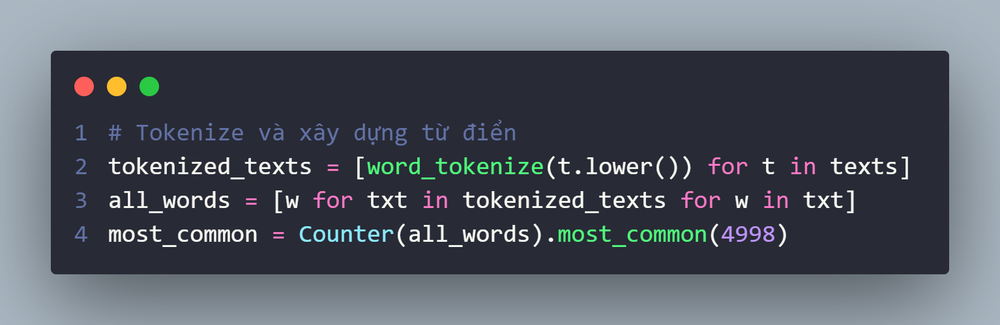 1 # Tokenize và xây dựng từ điển
2 tokenized_texts = [word_tokenize(t.lower()) for t in texts]
3 all_words = [w for txt in tokenized_texts for w in txt]
4 most_common = Counter(all_words).most_common(4998)